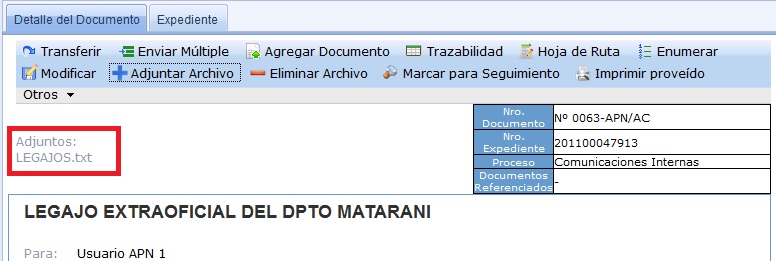 Detalle del Documento Expediente
Transferir Enviar Múltiple Agregar Documento Trazabilidad Hoja de Ruta Enumerar
Modificar Adjuntar Archivo Eliminar Archivo Marcar para Seguimiento Imprimir proveído
Otros
Adjuntos:
LEGAJOS.txt
Nro. Documento Nº 0063-APN/AC
Nro. Expediente 201100047913
Proceso Comunicaciones Internas
Documentos Referenciados -
LEGAJO EXTRAOFICIAL DEL DPTO MATARANI
Para: Usuario APN 1